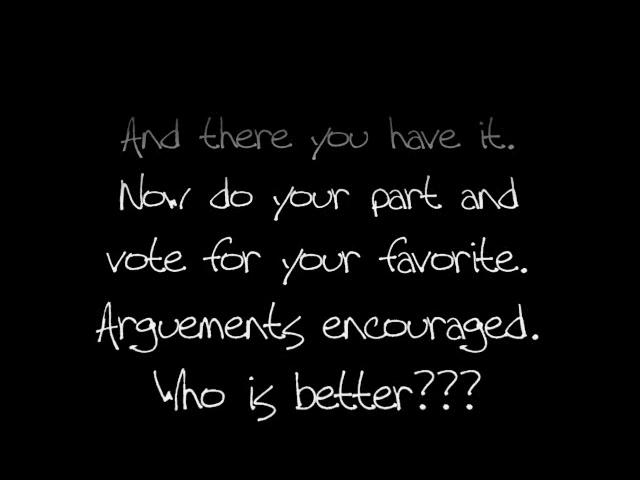 And there you have it.
Now do your part and
vote for your favorite.
Arguements encouraged.
Who is better???